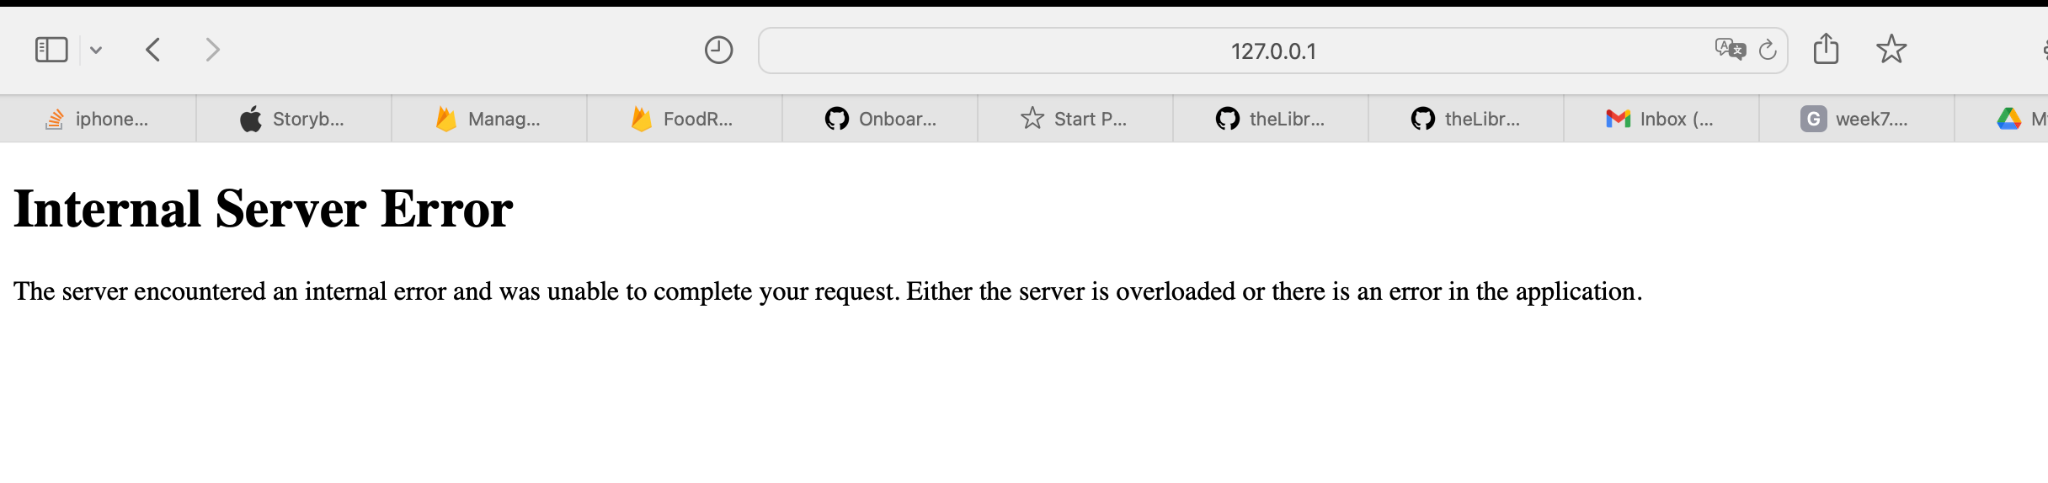 127.0.0.1
iphone...
Storyb...
Manag...
FoodR...
Onboar...
Start P...
theLibr...
theLibr...
Inbox (...
G week7....
Internal Server Error
The server encountered an internal error and was unable to complete your request. Either the server is overloaded or there is an error in the application.